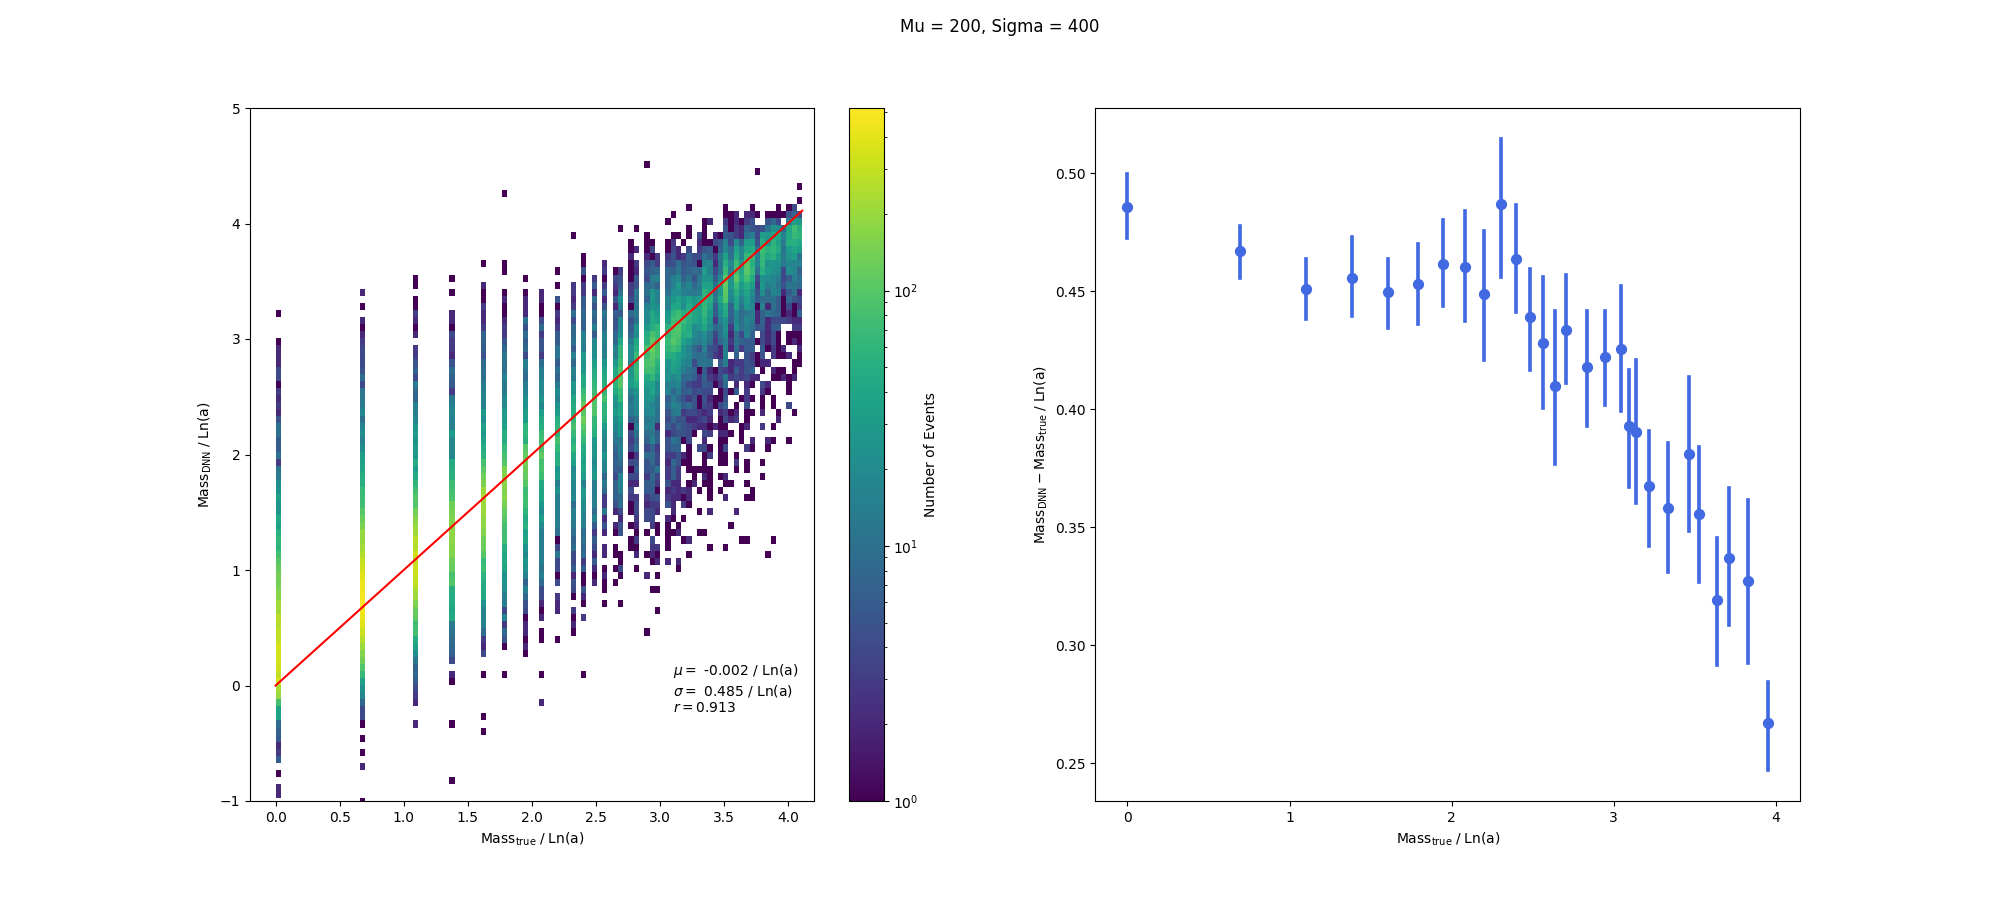 Mu = 200, Sigma = 400
5
4
3
2
1
0
−1
Mass_DNN / Ln(a)
μ = -0.002 / Ln(a)
σ = 0.485 / Ln(a)
r = 0.913
0.0 0.5 1.0 1.5 2.0 2.5 3.0 3.5 4.0
Mass_true / Ln(a)
10^2
10^1
10^0
Number of Events
0.50
0.45
0.40
0.35
0.30
0.25
Mass_DNN − Mass_true / Ln(a)
0 1 2 3 4
Mass_true / Ln(a)